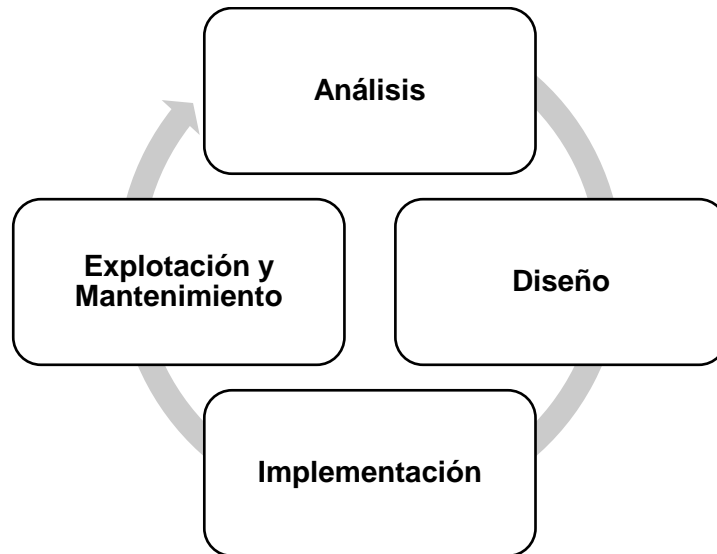 Análisis
Diseño
Implementación
Explotación y
Mantenimiento